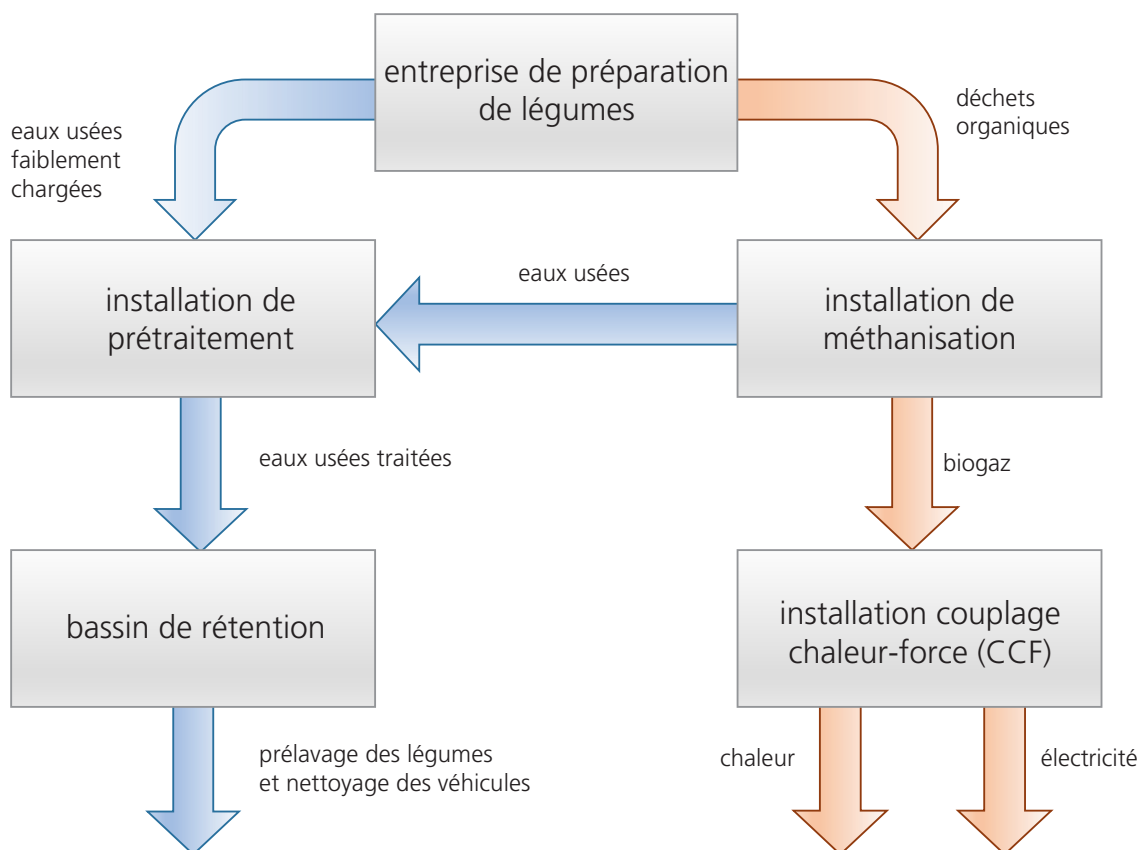 entreprise de préparation
de légumes
eaux usées
faiblement
chargées
déchets
organiques
installation de
prétraitement
eaux usées
installation de
méthanisation
eaux usées traitées
biogaz
bassin de rétention
installation couplage
chaleur-force (CCF)
prélavage des légumes
et nettoyage des véhicules
chaleur
électricité